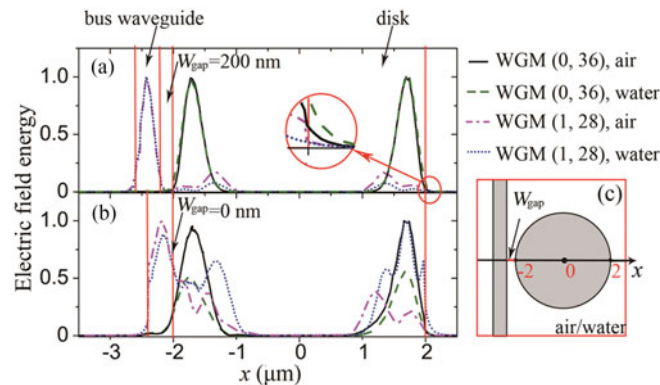 bus waveguide
disk
(a)
W_gap=200 nm
1.0
0.5
0
WGM (0, 36), air
WGM (0, 36), water
WGM (1, 28), air
WGM (1, 28), water
(b)
W_gap=0 nm
1.0
0.5
0
Electric field energy
-3 -2 -1 0 1 2
x (μm)
(c)
W_gap
-2 0 2 x
air/water